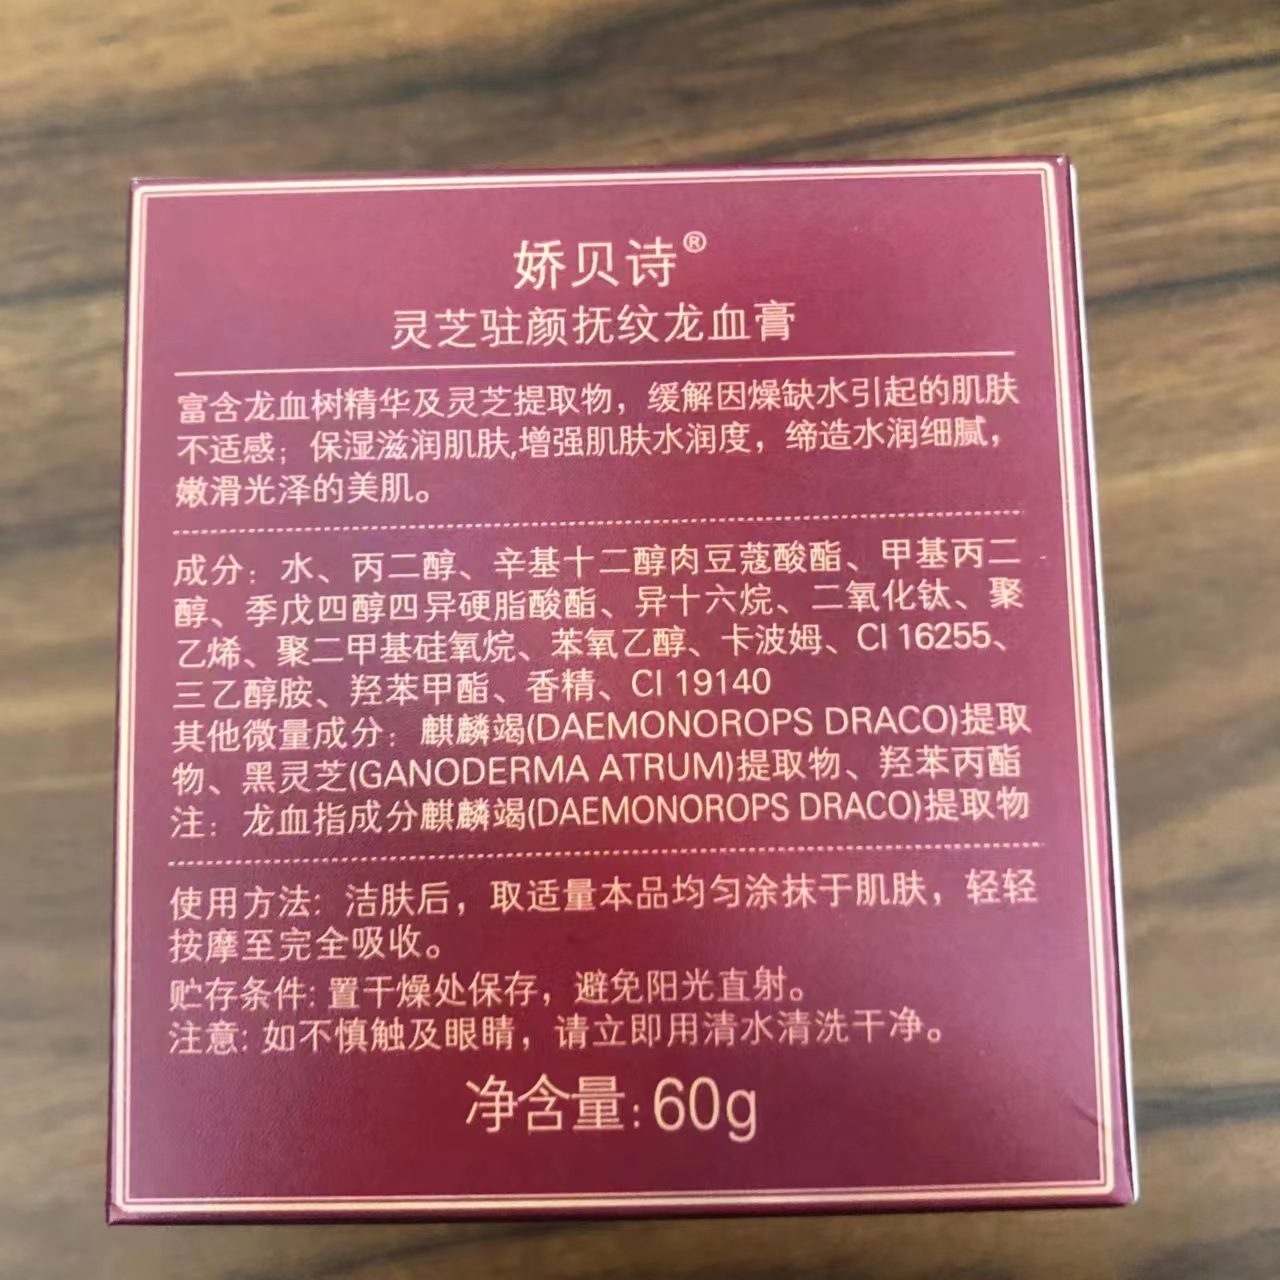 娇贝诗®
灵芝驻颜抚纹龙血膏
富含龙血树精华及灵芝提取物，缓解因燥缺水引起的肌肤
不适感；保湿滋润肌肤,增强肌肤水润度，缔造水润细腻，
嫩滑光泽的美肌。
成分：水、丙二醇、辛基十二醇肉豆蔻酸酯、甲基丙二
醇、季戊四醇四异硬脂酸酯、异十六烷、二氧化钛、聚
乙烯、聚二甲基硅氧烷、苯氧乙醇、卡波姆、CI 16255、
三乙醇胺、羟苯甲酯、香精、CI 19140
其他微量成分：麒麟竭(DAEMONOROPS DRACO)提取
物、黑灵芝(GANODERMA ATRUM)提取物、羟苯丙酯
注：龙血指成分麒麟竭(DAEMONOROPS DRACO)提取物
使用方法: 洁肤后，取适量本品均匀涂抹于肌肤，轻轻
按摩至完全吸收。
贮存条件: 置干燥处保存，避免阳光直射。
注意: 如不慎触及眼睛，请立即用清水清洗干净。
净含量: 60g